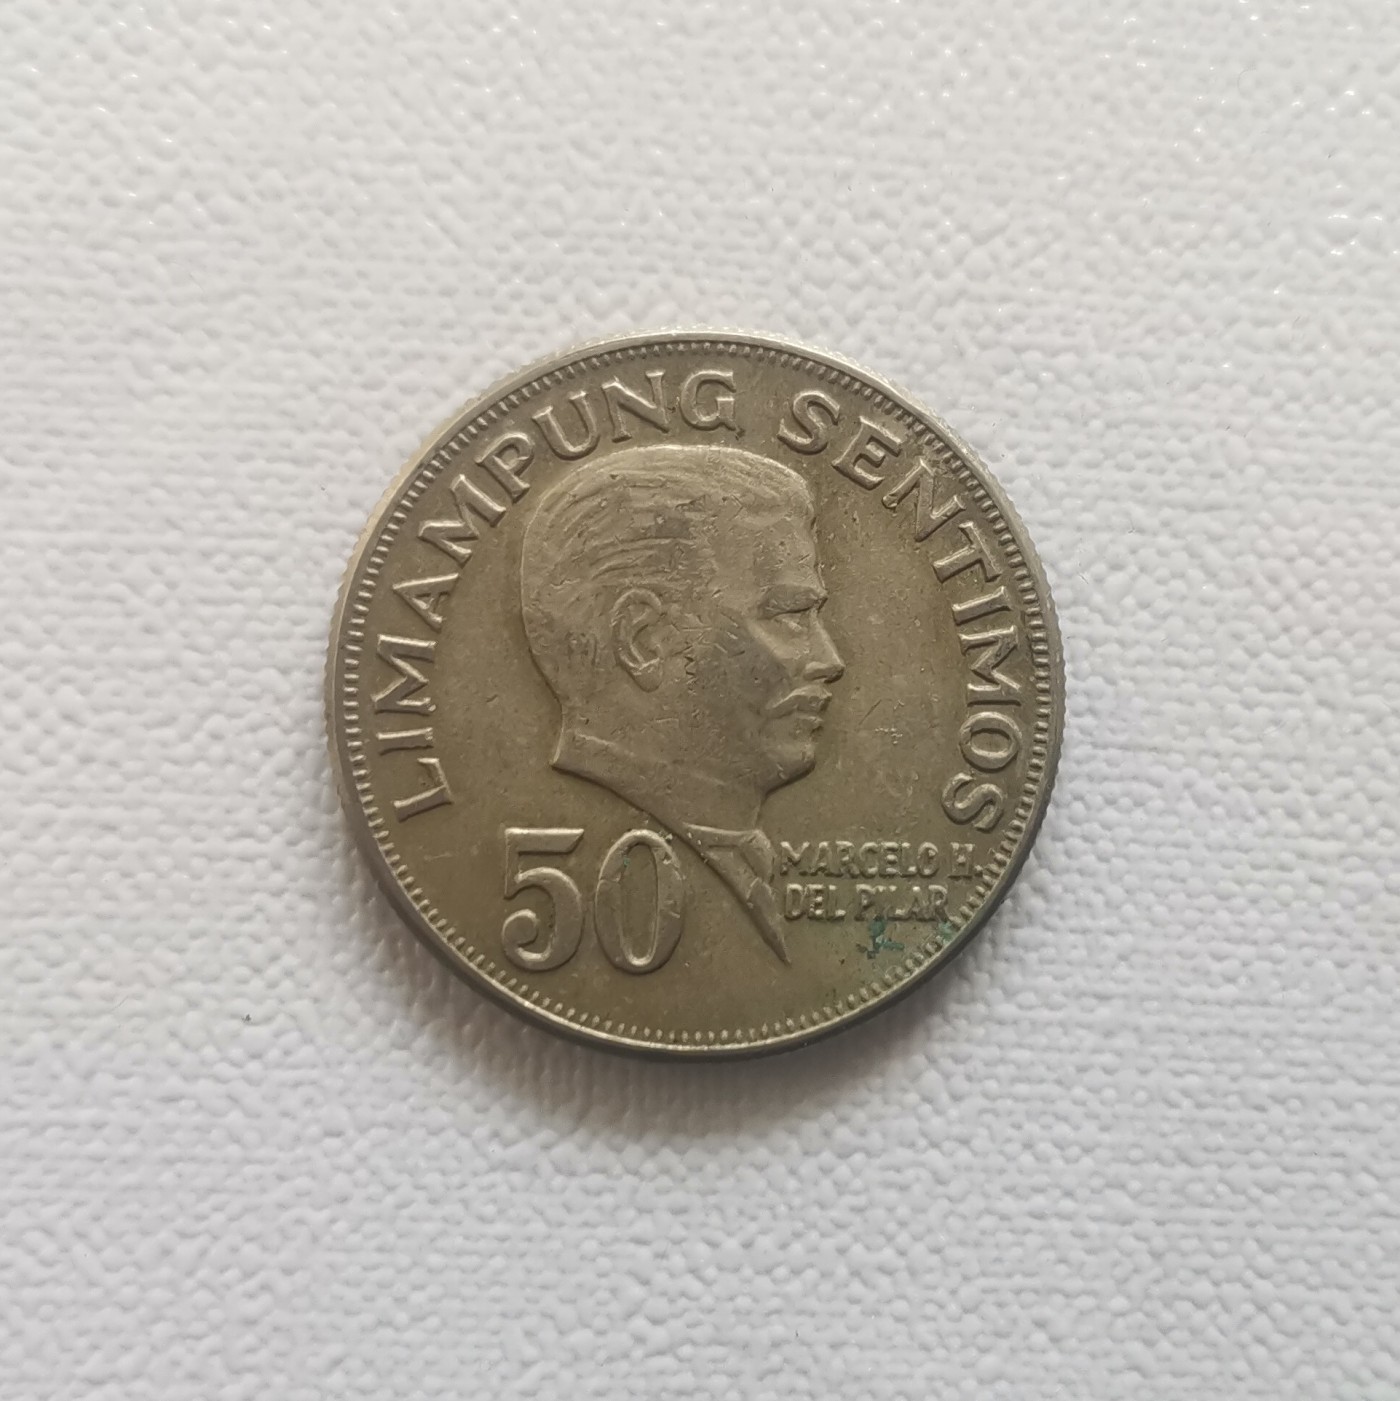 LIMAMPUNG SENTIMOS
50
MARCELO H.
DEL PILAR